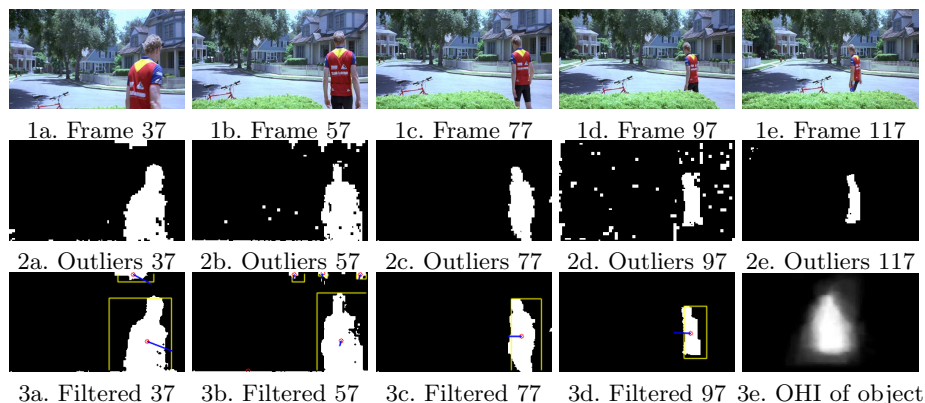 1a. Frame 37
1b. Frame 57
1c. Frame 77
1d. Frame 97
1e. Frame 117
2a. Outliers 37
2b. Outliers 57
2c. Outliers 77
2d. Outliers 97
2e. Outliers 117
3a. Filtered 37
3b. Filtered 57
3c. Filtered 77
3d. Filtered 97
3e. OHI of object